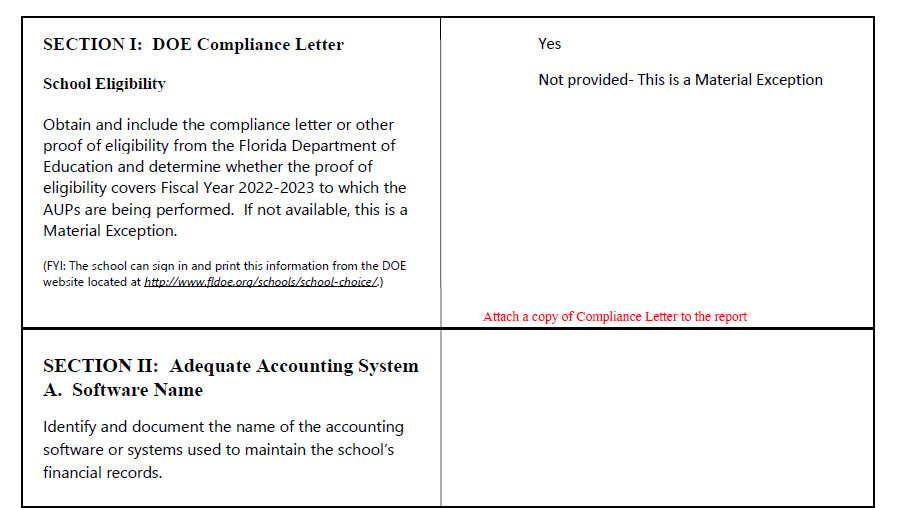 SECTION I:  DOE Compliance Letter
School Eligibility
Obtain and include the compliance letter or other
proof of eligibility from the Florida Department of
Education and determine whether the proof of
eligibility covers Fiscal Year 2022-2023 to which the
AUPs are being performed.  If not available, this is a
Material Exception.
(FYI: The school can sign in and print this information from the DOE
website located at http://www.fldoe.org/schools/school-choice/.)
Yes
Not provided- This is a Material Exception
Attach a copy of Compliance Letter to the report
SECTION II:  Adequate Accounting System
A.  Software Name
Identify and document the name of the accounting
software or systems used to maintain the school’s
financial records.